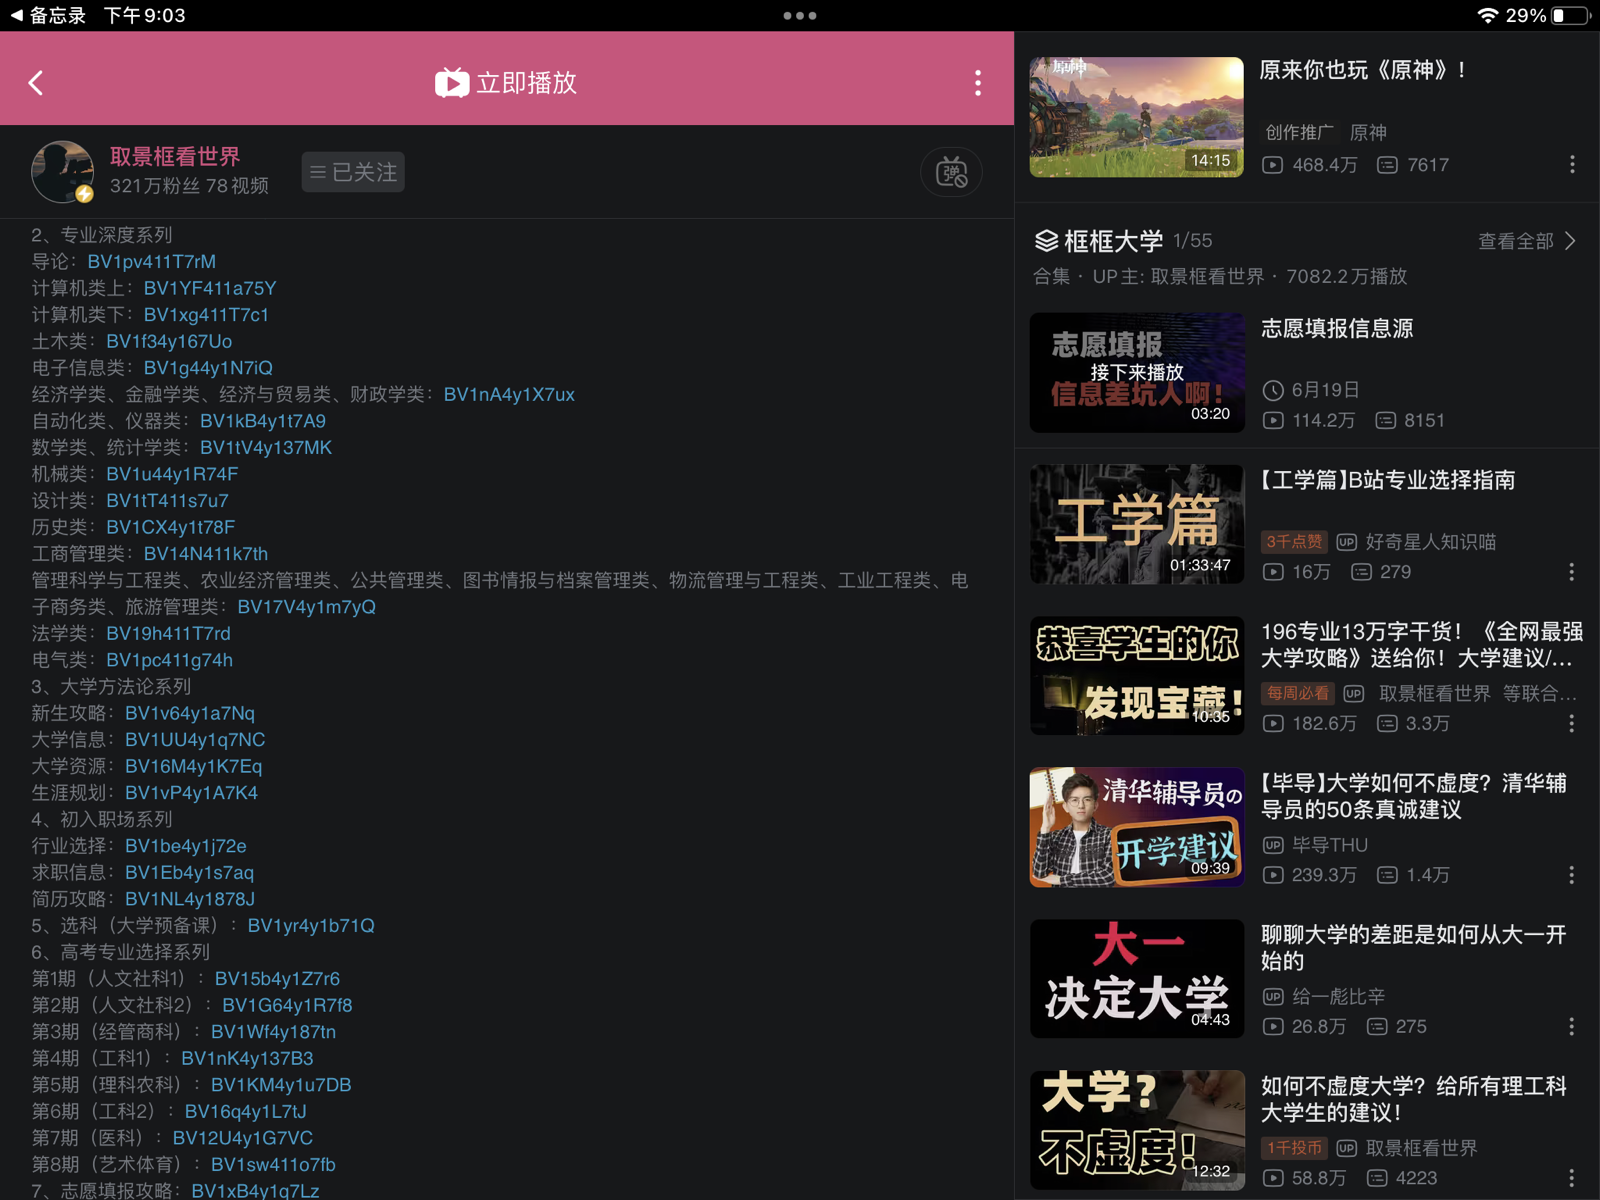 备忘录 下午9:03
29%
立即播放
取景框看世界
321万粉丝 78视频
已关注
弹
2、专业深度系列
导论：BV1pv411T7rM
计算机类上：BV1YF411a75Y
计算机类下：BV1xg411T7c1
土木类：BV1f34y167Uo
电子信息类：BV1g44y1N7iQ
经济学类、金融学类、经济与贸易类、财政学类：BV1nA4y1X7ux
自动化类、仪器类：BV1kB4y1t7A9
数学类、统计学类：BV1tV4y137MK
机械类：BV1u44y1R74F
设计类：BV1tT411s7u7
历史类：BV1CX4y1t78F
工商管理类：BV14N411k7th
管理科学与工程类、农业经济管理类、公共管理类、图书情报与档案管理类、物流管理与工程类、工业工程类、电
子商务类、旅游管理类：BV17V4y1m7yQ
法学类：BV19h411T7rd
电气类：BV1pc411g74h
3、大学方法论系列
新生攻略：BV1v64y1a7Nq
大学信息：BV1UU4y1q7NC
大学资源：BV16M4y1K7Eq
生涯规划：BV1vP4y1A7K4
4、初入职场系列
行业选择：BV1be4y1j72e
求职信息：BV1Eb4y1s7aq
简历攻略：BV1NL4y1878J
5、选科（大学预备课）：BV1yr4y1b71Q
6、高考专业选择系列
第1期（人文社科1）：BV15b4y1Z7r6
第2期（人文社科2）：BV1G64y1R7f8
第3期（经管商科）：BV1Wf4y187tn
第4期（工科1）：BV1nK4y137B3
第5期（理科农科）：BV1KM4y1u7DB
第6期（工科2）：BV16q4y1L7tJ
第7期（医科）：BV12U4y1G7VC
第8期（艺术体育）：BV1sw411o7fb
7、志愿填报攻略：BV1xB4y1q7Lz
原神
14:15
原来你也玩《原神》！
创作推广 原神
468.4万 7617
框框大学 1/55
查看全部
合集 · UP主: 取景框看世界 · 7082.2万播放
志愿填报
接下来播放
信息差坑人啊！
03:20
志愿填报信息源
6月19日
114.2万 8151
工学篇
01:33:47
【工学篇】B站专业选择指南
3千点赞 UP 好奇星人知识喵
16万 279
恭喜学生的你
发现宝藏！
10:35
196专业13万字干货！《全网最强
大学攻略》送给你！大学建议/...
每周必看 UP 取景框看世界 等联合...
182.6万 3.3万
清华辅导员の
开学建议
09:39
【毕导】大学如何不虚度？清华辅
导员的50条真诚建议
UP 毕导THU
239.3万 1.4万
大一
决定大学
04:43
聊聊大学的差距是如何从大一开
始的
UP 给一彪比辛
26.8万 275
大学？
不虚度！
12:32
如何不虚度大学？给所有理工科
大学生的建议！
1千投币 UP 取景框看世界
58.8万 4223